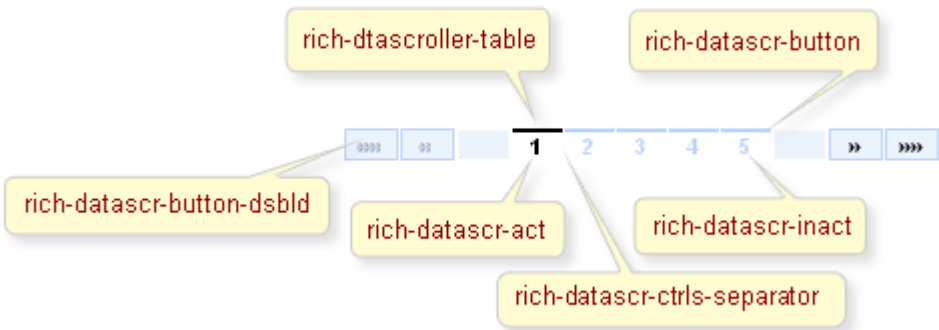 rich-dtascroller-table
rich-datascr-button
«««« «« 1 2 3 4 5 »» »»»»
rich-datascr-button-dsbld
rich-datascr-act
rich-datascr-inact
rich-datascr-ctrls-separator